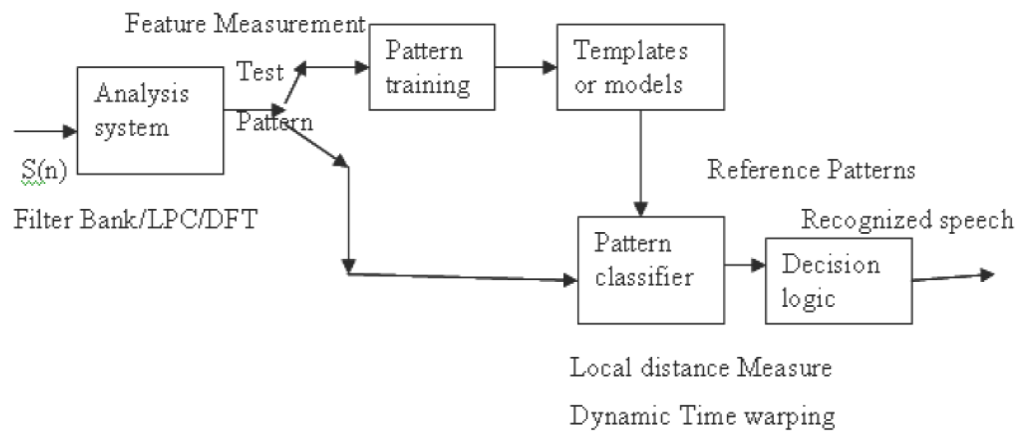 Feature Measurement
Pattern
training
Templates
or models
Test
Pattern
Analysis
system
S(n)
Filter Bank/LPC/DFT
Reference Patterns
Recognized speech
Pattern
classifier
Decision
logic
Local distance Measure
Dynamic Time warping